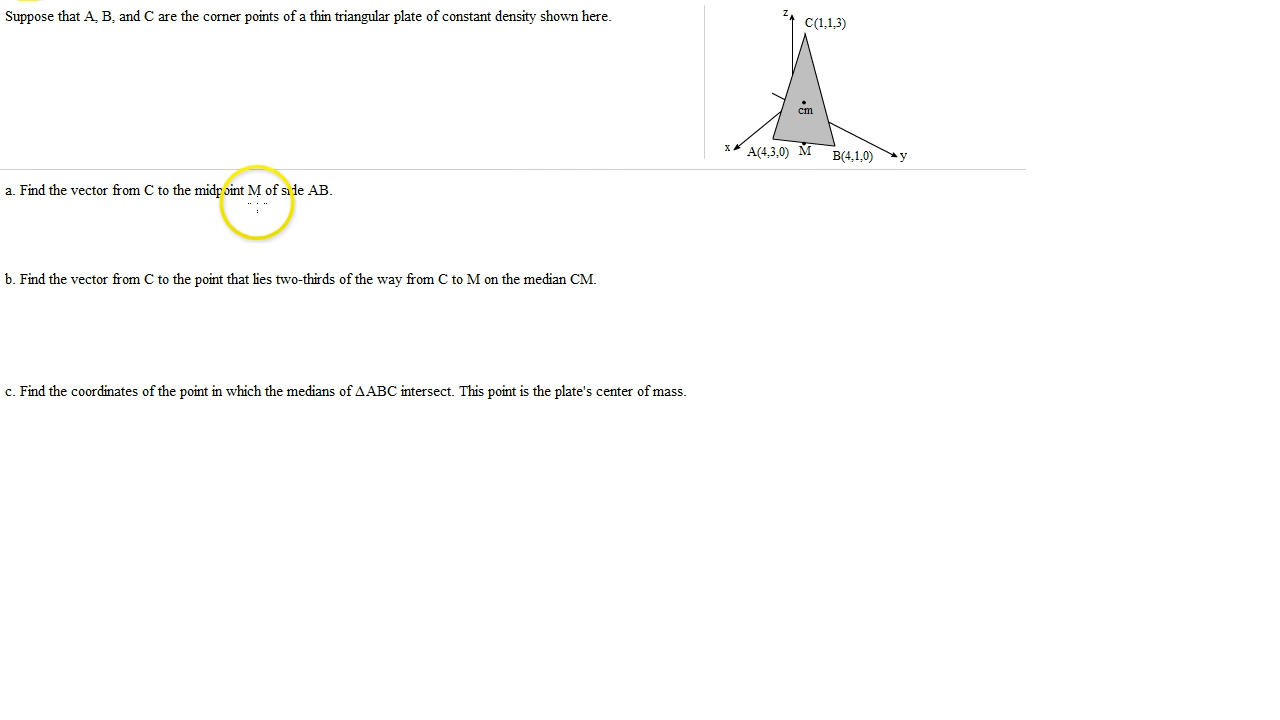 Suppose that A, B, and C are the corner points of a thin triangular plate of constant density shown here.
z
C(1,1,3)
cm
x
A(4,3,0)
M
B(4,1,0)
y
a. Find the vector from C to the midpoint M of side AB.
b. Find the vector from C to the point that lies two-thirds of the way from C to M on the median CM.
c. Find the coordinates of the point in which the medians of ΔABC intersect. This point is the plate's center of mass.